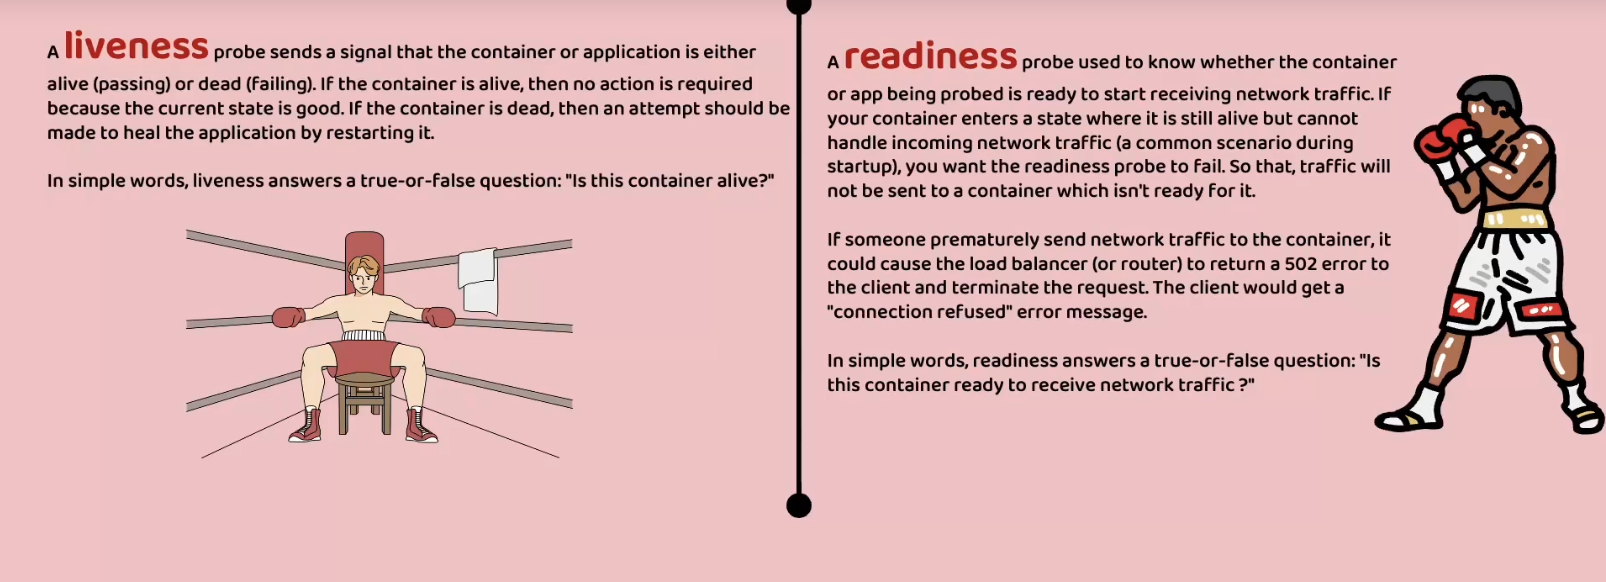 A liveness probe sends a signal that the container or application is either
alive (passing) or dead (failing). If the container is alive, then no action is required
because the current state is good. If the container is dead, then an attempt should be
made to heal the application by restarting it.
In simple words, liveness answers a true-or-false question: "Is this container alive?"
A readiness probe used to know whether the container
or app being probed is ready to start receiving network traffic. If
your container enters a state where it is still alive but cannot
handle incoming network traffic (a common scenario during
startup), you want the readiness probe to fail. So that, traffic will
not be sent to a container which isn't ready for it.
If someone prematurely send network traffic to the container, it
could cause the load balancer (or router) to return a 502 error to
the client and terminate the request. The client would get a
"connection refused" error message.
In simple words, readiness answers a true-or-false question: "Is
this container ready to receive network traffic ?"